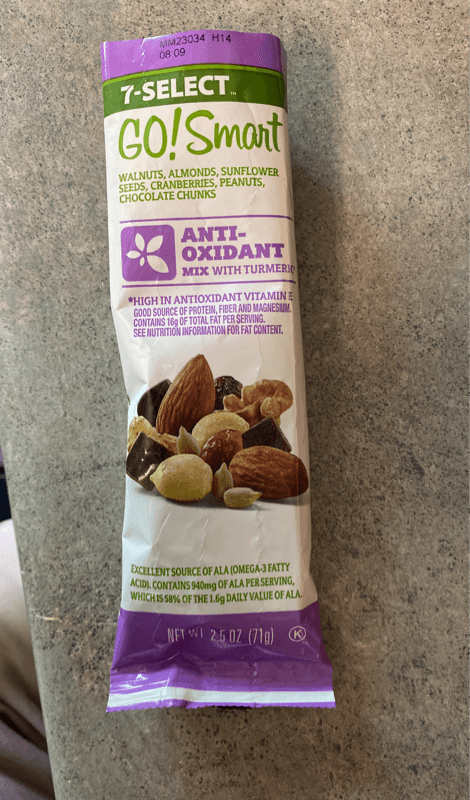 MM23034 H14
08:09
7-SELECT™
GO! Smart
WALNUTS, ALMONDS, SUNFLOWER
SEEDS, CRANBERRIES, PEANUTS,
CHOCOLATE CHUNKS
ANTI-
OXIDANT
MIX WITH TURMERIC
*HIGH IN ANTIOXIDANT VITAMIN E
GOOD SOURCE OF PROTEIN, FIBER AND MAGNESIUM.
CONTAINS 16g OF TOTAL FAT PER SERVING.
SEE NUTRITION INFORMATION FOR FAT CONTENT.
EXCELLENT SOURCE OF ALA (OMEGA-3 FATTY
ACID). CONTAINS 940mg OF ALA PER SERVING,
WHICH IS 58% OF THE 1.6g DAILY VALUE OF ALA.
NET WT 2.5 OZ (71g) K